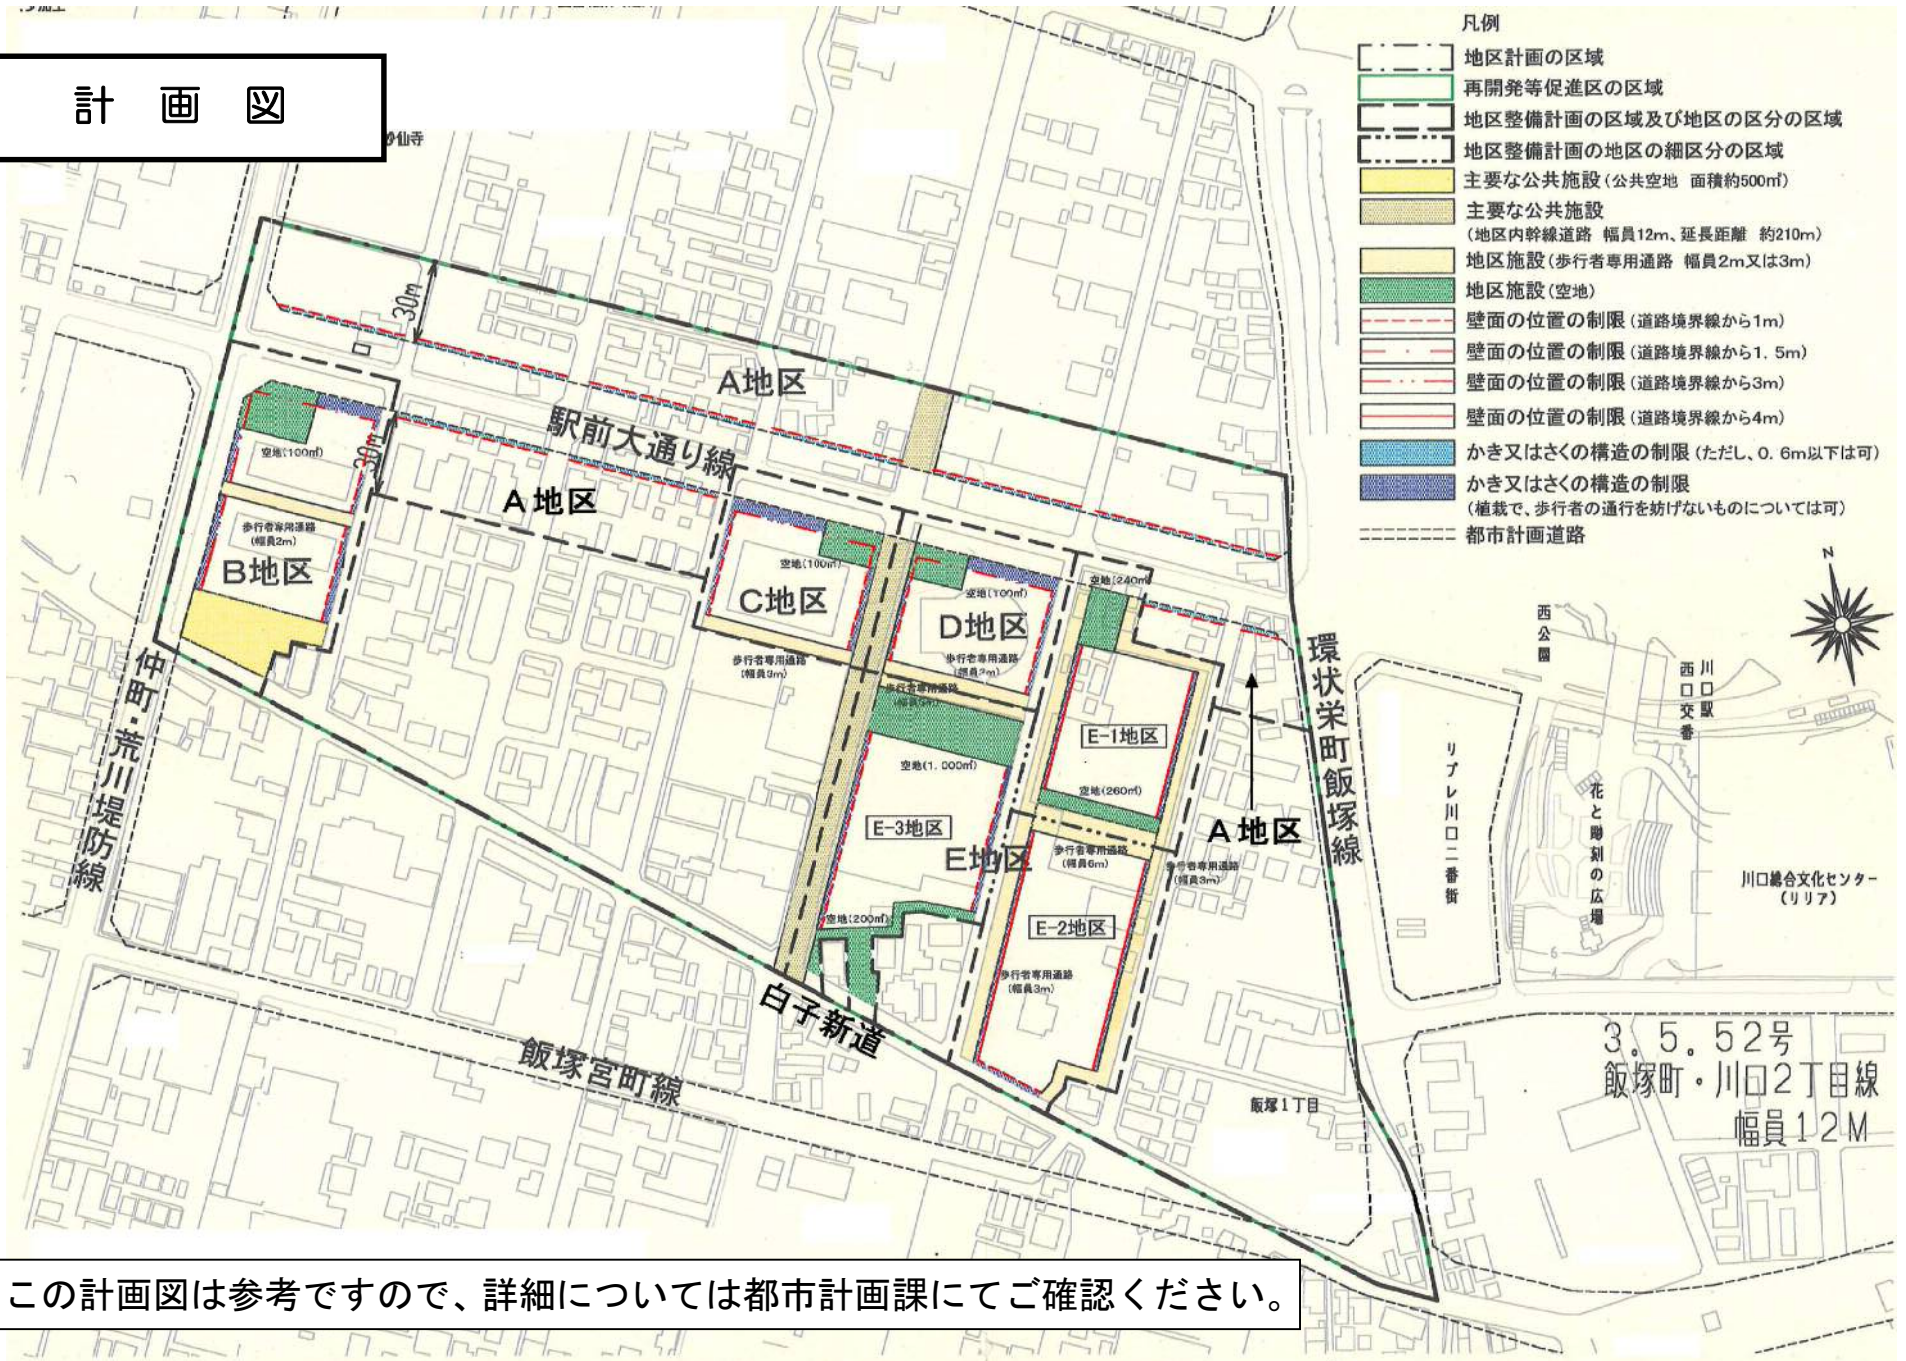 計画図
凡例
地区計画の区域
再開発等促進区の区域
地区整備計画の区域及び地区の区分の区域
地区整備計画の地区の細区分の区域
主要な公共施設(公共空地 面積約500㎡)
主要な公共施設
(地区内幹線道路 幅員12m、延長距離 約210m)
地区施設(歩行者専用通路 幅員2m又は3m)
地区施設(空地)
壁面の位置の制限(道路境界線から1m)
壁面の位置の制限(道路境界線から1.5m)
壁面の位置の制限(道路境界線から3m)
壁面の位置の制限(道路境界線から4m)
かき又はさくの構造の制限(ただし、0.6m以下は可)
かき又はさくの構造の制限
(植栽で、歩行者の通行を妨げないものについては可)
都市計画道路
30m
A地区
駅前大通り線
30m
空地(100㎡)
A地区
歩行者専用通路
(幅員2m)
B地区
空地(100㎡)
C地区
歩行者専用通路
(幅員3m)
空地(100㎡)
D地区
歩行者専用通路
(幅員2m)
歩行者専用通路
空地(240㎡)
E-1地区
空地(260㎡)
空地(1,000㎡)
E-3地区
E地区
歩行者専用通路
(幅員6m)
歩行者専用通路
(幅員3m)
A地区
空地(200㎡)
E-2地区
歩行者専用通路
(幅員3m)
仲町・荒川堤防線
白子新道
飯塚宮町線
環状栄町飯塚線
飯塚1丁目
N
西公園
川口駅
西口交番
リプレ川口二番街
花と彫刻の広場
川口総合文化センター
(リリア)
3.5.52号
飯塚町・川口2丁目線
幅員12M
この計画図は参考ですので、詳細については都市計画課にてご確認ください。